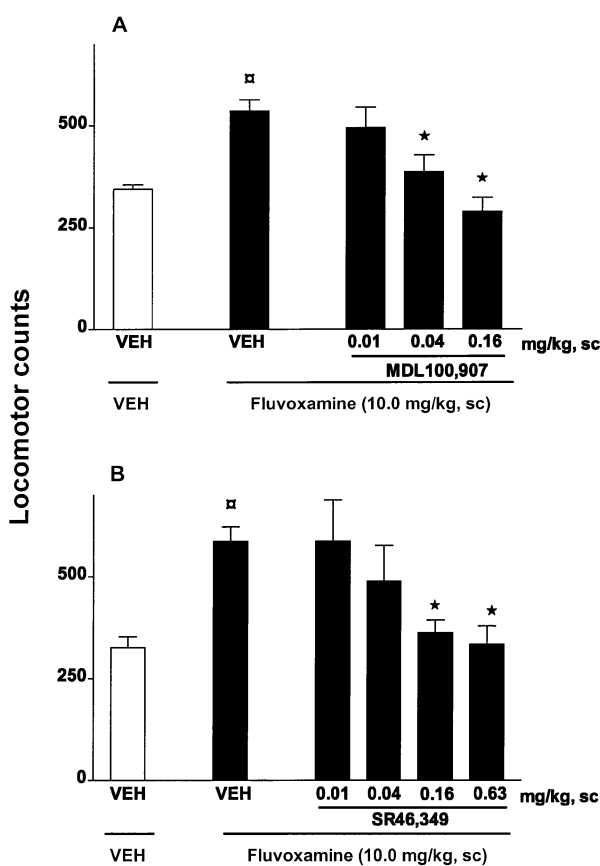 A
¤
★
★
500
250
0
VEH VEH 0.01 0.04 0.16 mg/kg, sc
MDL100,907
VEH Fluvoxamine (10.0 mg/kg, sc)
Locomotor counts
B
¤
★
★
500
250
0
VEH VEH 0.01 0.04 0.16 0.63 mg/kg, sc
SR46,349
VEH Fluvoxamine (10.0 mg/kg, sc)